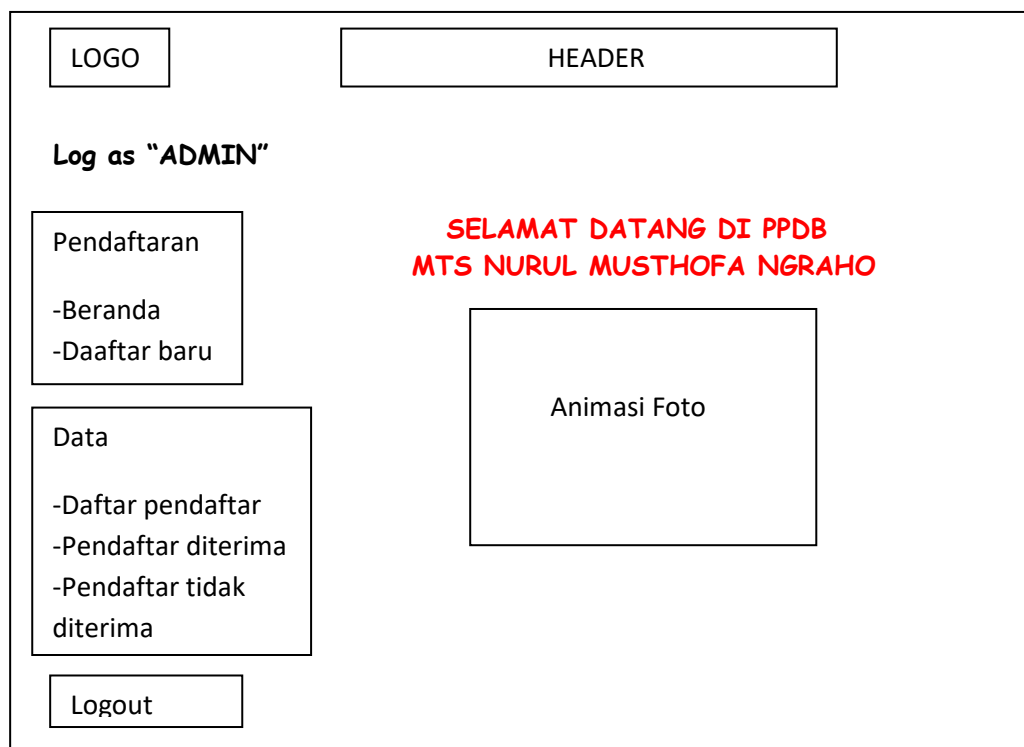 LOGO
HEADER
Log as “ADMIN”
Pendaftaran
-Beranda
-Daaftar baru
SELAMAT DATANG DI PPDB
MTS NURUL MUSTHOFA NGRAHO
Animasi Foto
Data
-Daftar pendaftar
-Pendaftar diterima
-Pendaftar tidak
diterima
Logout